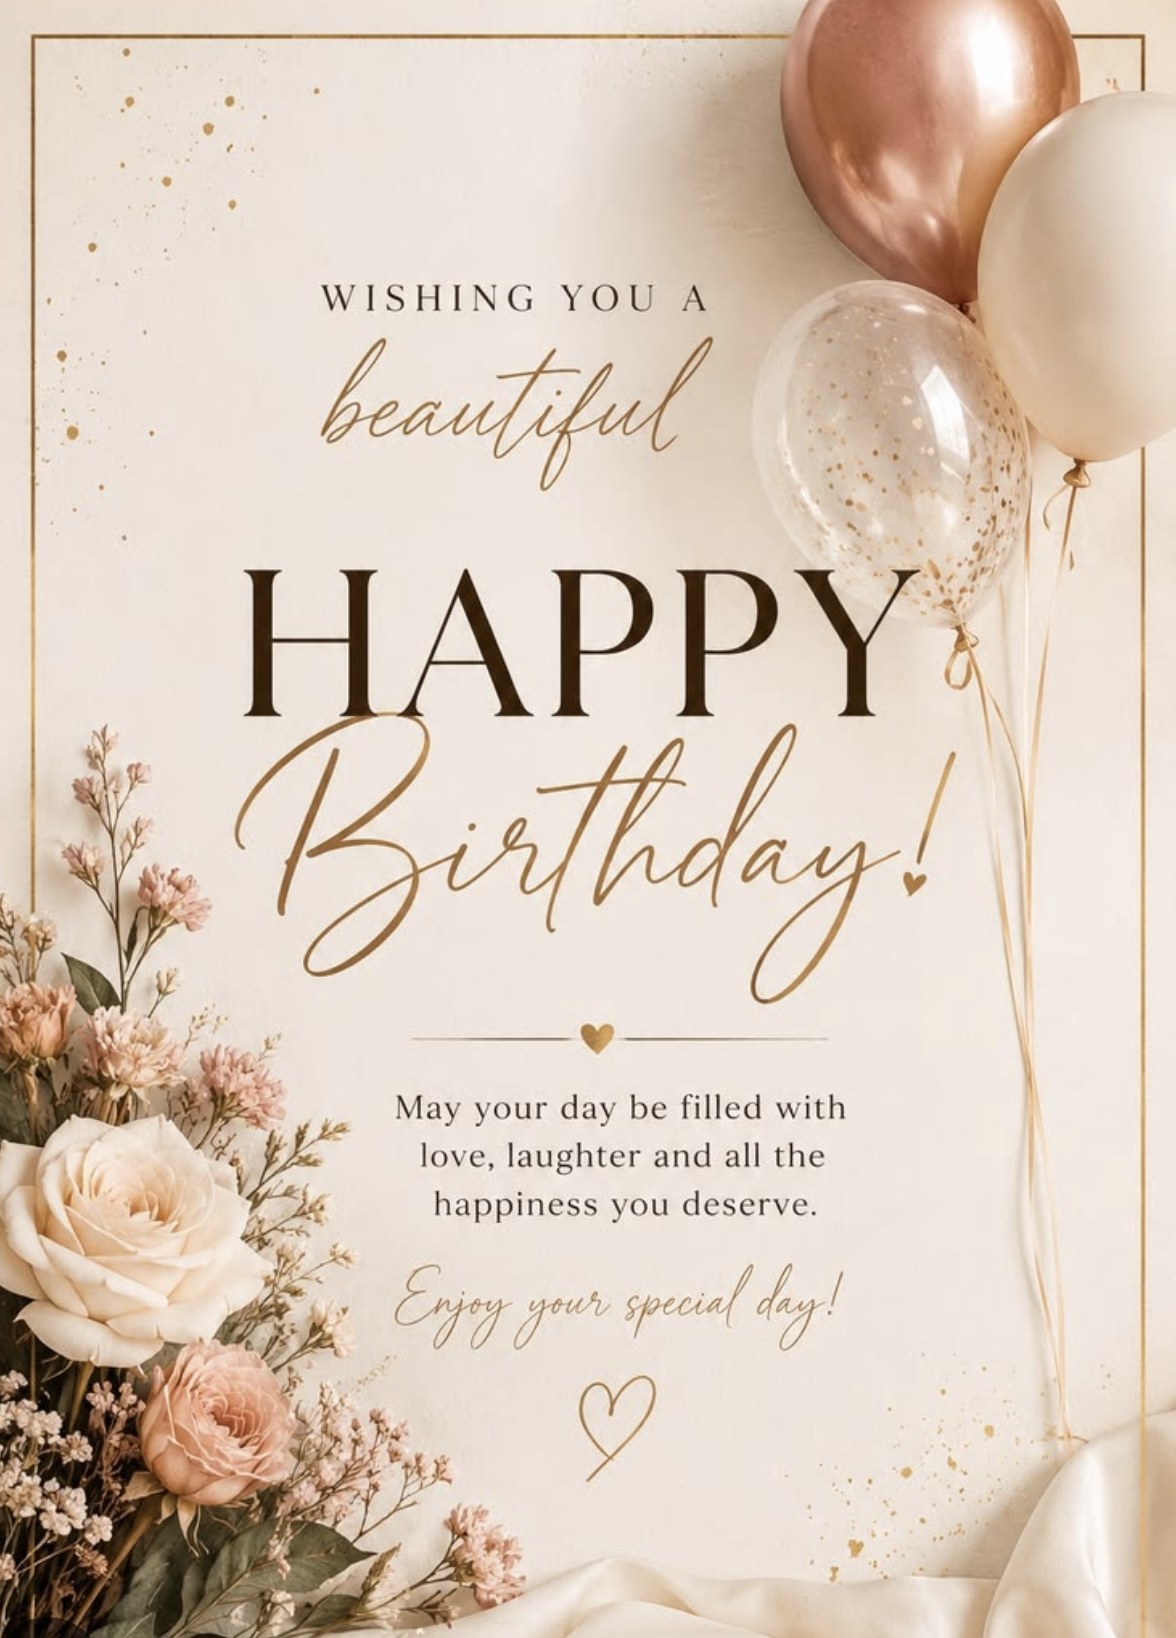 WISHING YOU A
beautiful
HAPPY
Birthday!
May your day be filled with
love, laughter and all the
happiness you deserve.
Enjoy your special day!